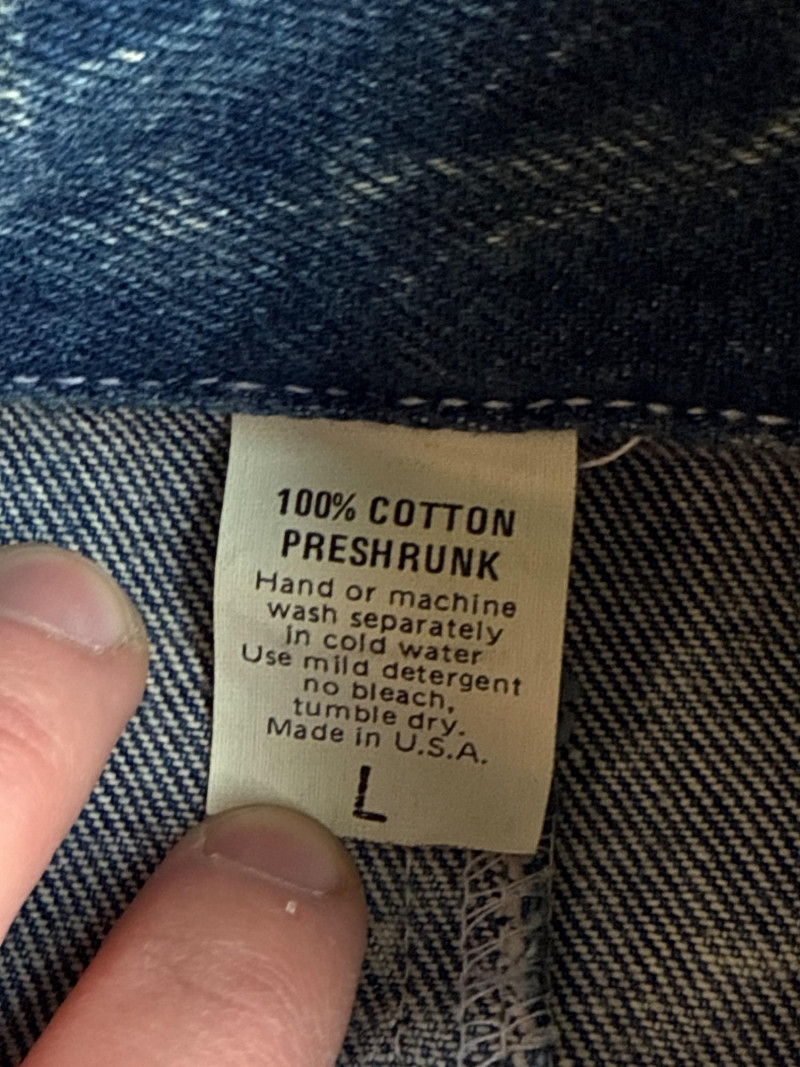 100% COTTON
PRESHRUNK
Hand or machine
wash separately
in cold water
Use mild detergent
no bleach,
tumble dry.
Made in U.S.A.
L